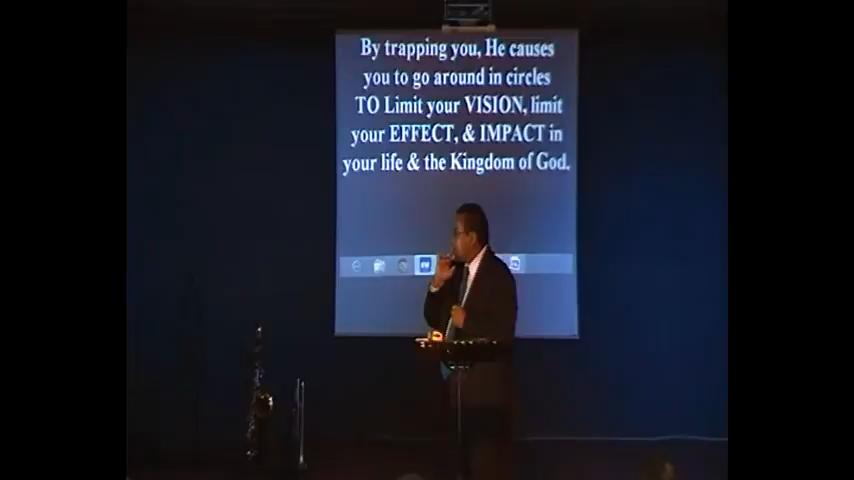 By trapping you, He causes
you to go around in circles
TO Limit your VISION, limit
your EFFECT, & IMPACT in
your life & the Kingdom of God.